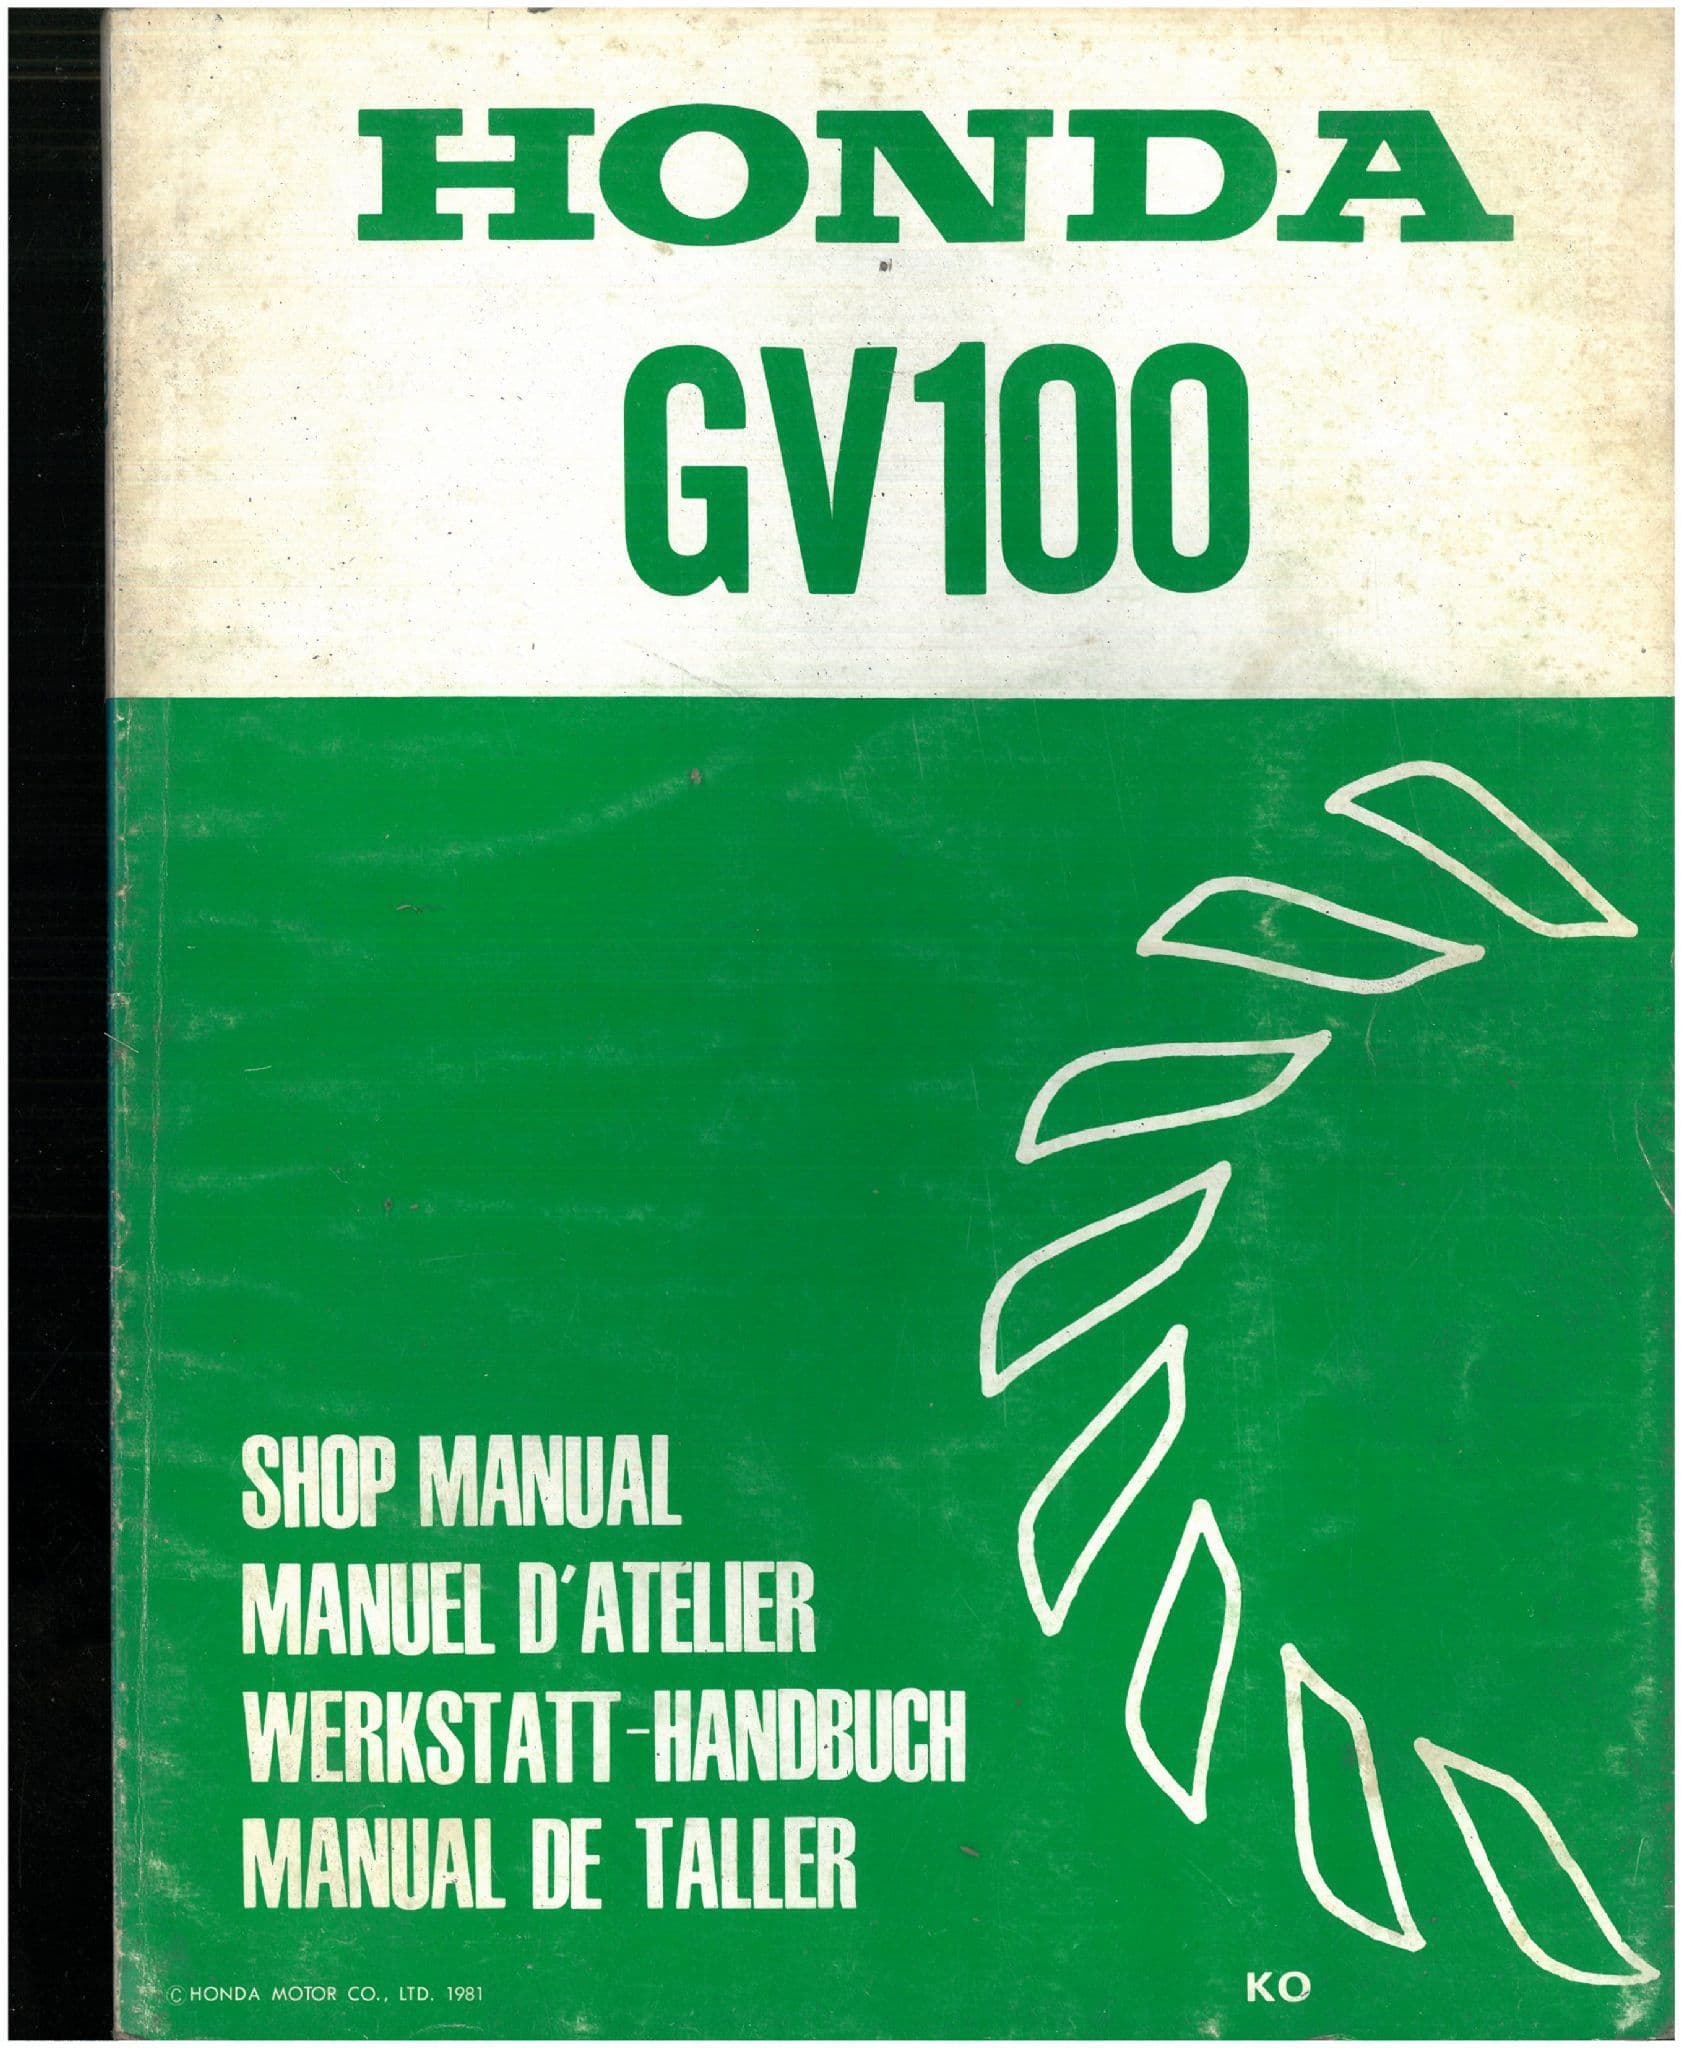 HONDA
GV100
SHOP MANUAL
MANUEL D'ATELIER
WERKSTATT-HANDBUCH
MANUAL DE TALLER
© HONDA MOTOR CO., LTD. 1981
KO